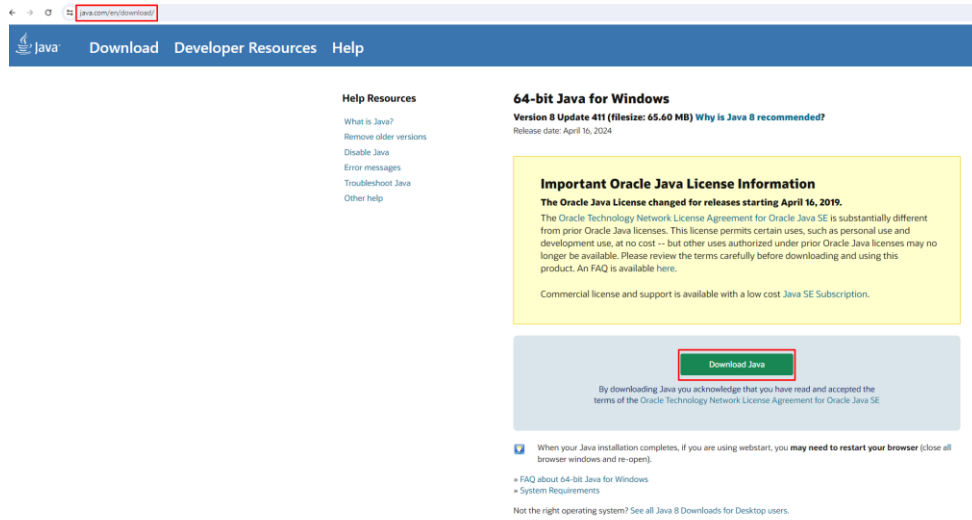 java.com/en/download/
Java
Download Developer Resources Help
Help Resources
What is Java?
Remove older versions
Disable Java
Error messages
Troubleshoot Java
Other help
64-bit Java for Windows
Version 8 Update 411 (filesize: 65.60 MB) Why is Java 8 recommended?
Release date: April 16, 2024
Important Oracle Java License Information
The Oracle Java License changed for releases starting April 16, 2019.
The Oracle Technology Network License Agreement for Oracle Java SE is substantially different
from prior Oracle Java licenses. This license permits certain uses, such as personal use and
development use, at no cost -- but other uses authorized under prior Oracle Java licenses may no
longer be available. Please review the terms carefully before downloading and using this
product. An FAQ is available here.
Commercial license and support is available with a low cost Java SE Subscription.
Download Java
By downloading Java you acknowledge that you have read and accepted the
terms of the Oracle Technology Network License Agreement for Oracle Java SE
When your Java installation completes, if you are using webstart, you may need to restart your browser (close all
browser windows and re-open).
» FAQ about 64-bit Java for Windows
» System Requirements
Not the right operating system? See all Java 8 Downloads for Desktop users.